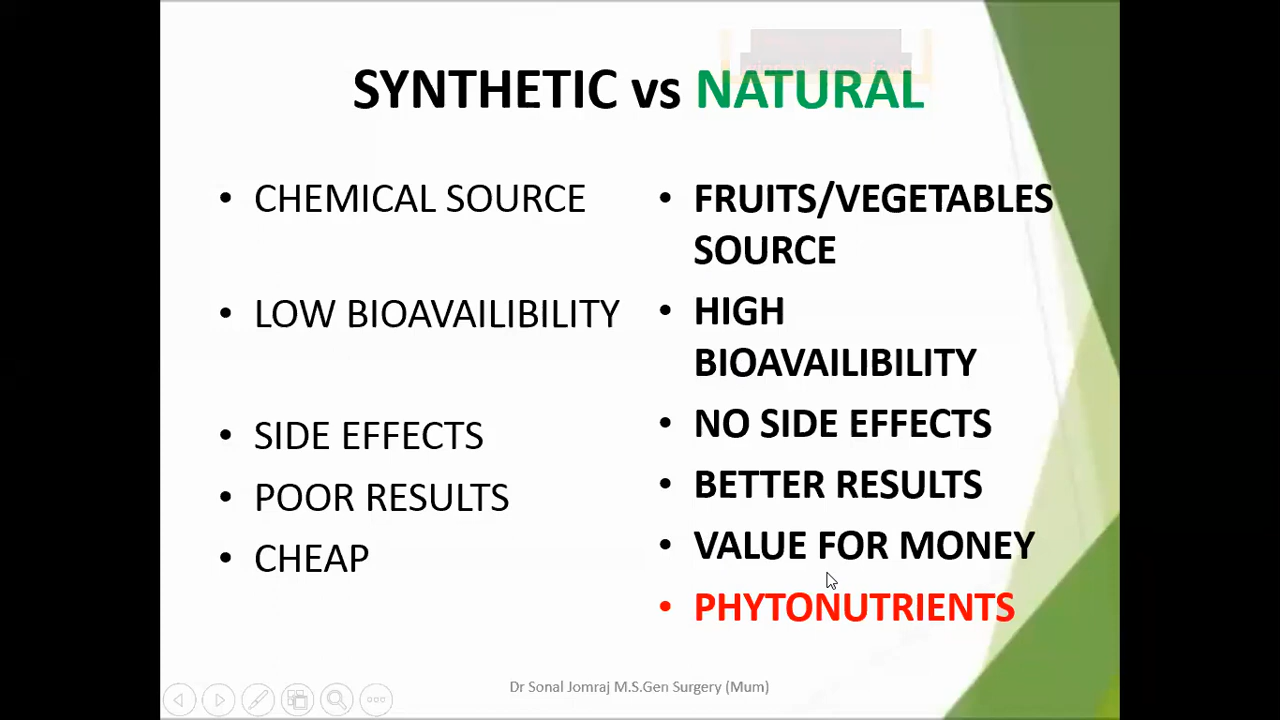 SYNTHETIC vs NATURAL
• CHEMICAL SOURCE
• LOW BIOAVAILIBILITY
• SIDE EFFECTS
• POOR RESULTS
• CHEAP
• FRUITS/VEGETABLES
SOURCE
• HIGH
BIOAVAILIBILITY
• NO SIDE EFFECTS
• BETTER RESULTS
• VALUE FOR MONEY
• PHYTONUTRIENTS
Dr Sonal Jomraj M.S.Gen Surgery (Mum)